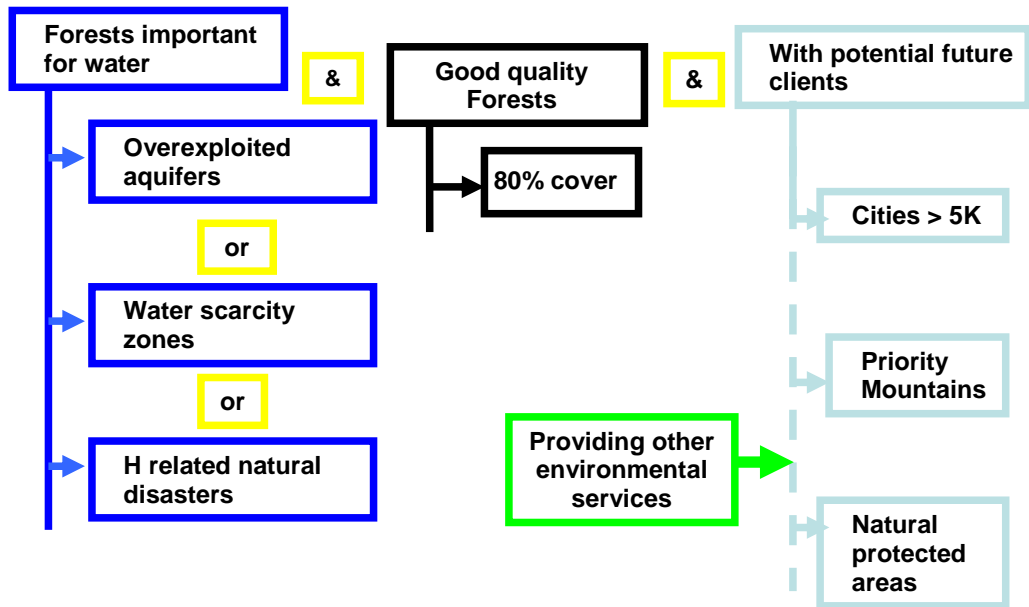 Forests important
for water
&
Good quality
Forests
&
With potential future
clients
Overexploited
aquifers
80% cover
Cities > 5K
or
Water scarcity
zones
Priority
Mountains
or
Providing other
environmental
services
H related natural
disasters
Natural
protected
areas